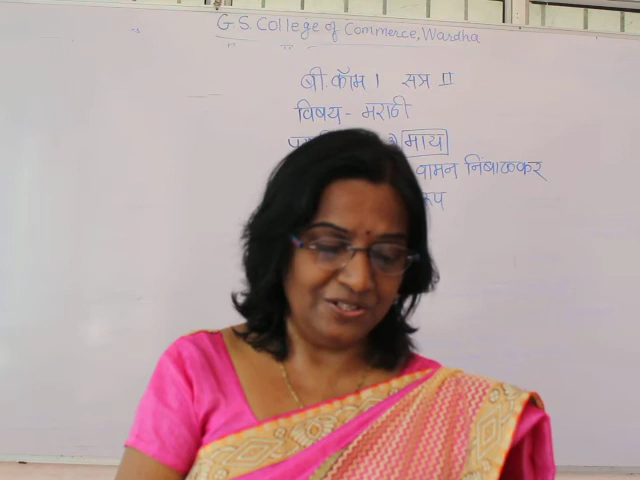 G.S. College of Commerce, Wardha
बी.कॉम I सत्र II
विषय - मराठी
माय
वामन निंबाळकर
रूप